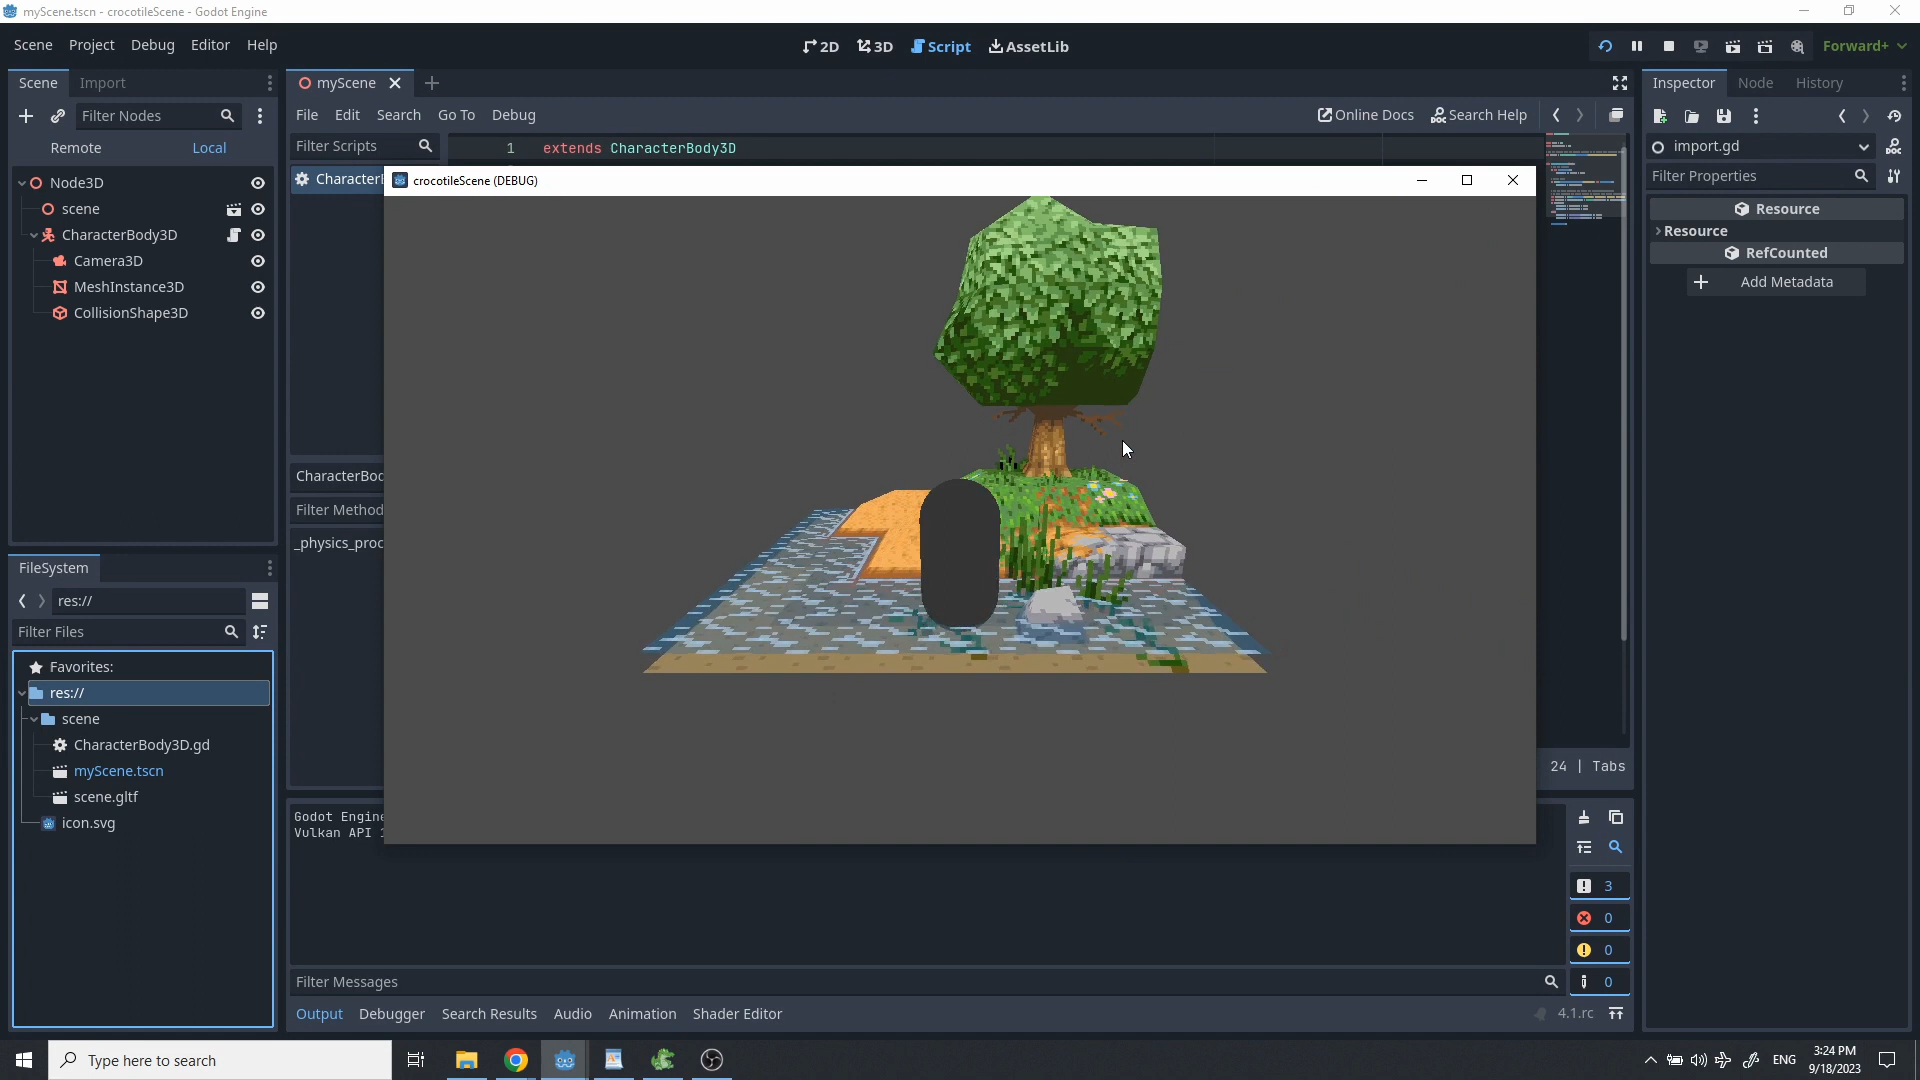 myScene.tscn - crocotileScene - Godot Engine
Scene Project Debug Editor Help
2D 3D Script AssetLib
Forward+
Scene Import
myScene
Inspector Node History
Filter Nodes
File Edit Search Go To Debug
Online Docs Search Help
Remote Local
Filter Scripts
1 extends CharacterBody3D
import.gd
Filter Properties
Node3D
Character
crocotileScene (DEBUG)
scene
Resource
CharacterBody3D
Resource
Camera3D
RefCounted
MeshInstance3D
Add Metadata
CollisionShape3D
CharacterBod
Filter Method
_physics_proc
FileSystem
res://
Filter Files
Favorites:
res://
scene
CharacterBody3D.gd
myScene.tscn
24 | Tabs
scene.gltf
icon.svg
Godot Engine
Vulkan API 1
3
0
0
Filter Messages
0
Output Debugger Search Results Audio Animation Shader Editor
4.1.rc
Type here to search
ENG
3:24 PM
9/18/2023